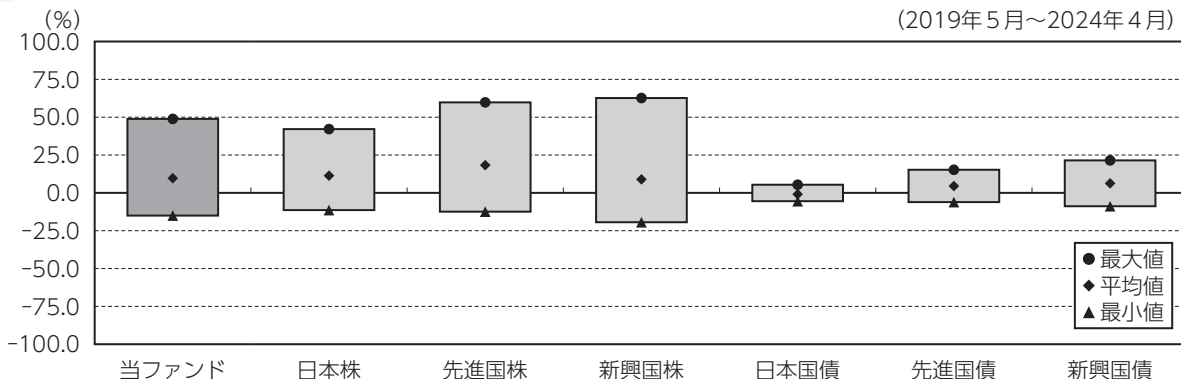 (%)
(2019年5月～2024年4月)
100.0
75.0
50.0
25.0
0.0
-25.0
-50.0
-75.0
-100.0
●最大値
◆平均値
▲最小値
当ファンド 日本株 先進国株 新興国株 日本国債 先進国債 新興国債